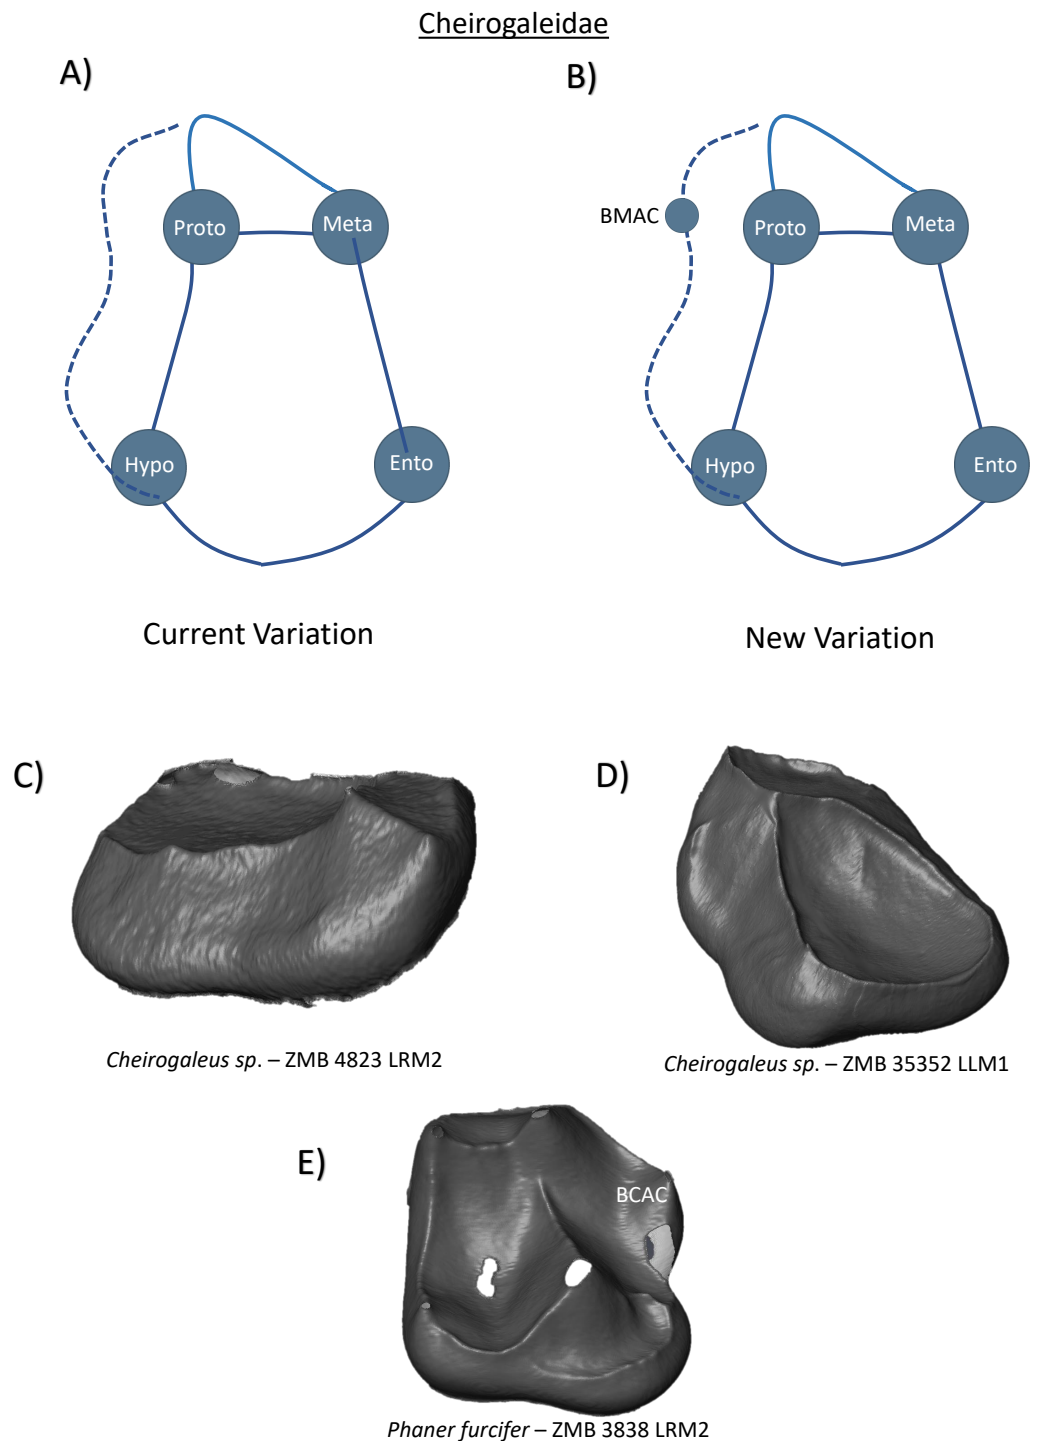 Cheirogaleidae
A)
B)
Proto
Meta
Hypo
Ento
BMAC
Proto
Meta
Hypo
Ento
Current Variation
New Variation
C)
D)
Cheirogaleus sp. – ZMB 4823 LRM2
Cheirogaleus sp. – ZMB 35352 LLM1
E)
BCAC
Phaner furcifer – ZMB 3838 LRM2